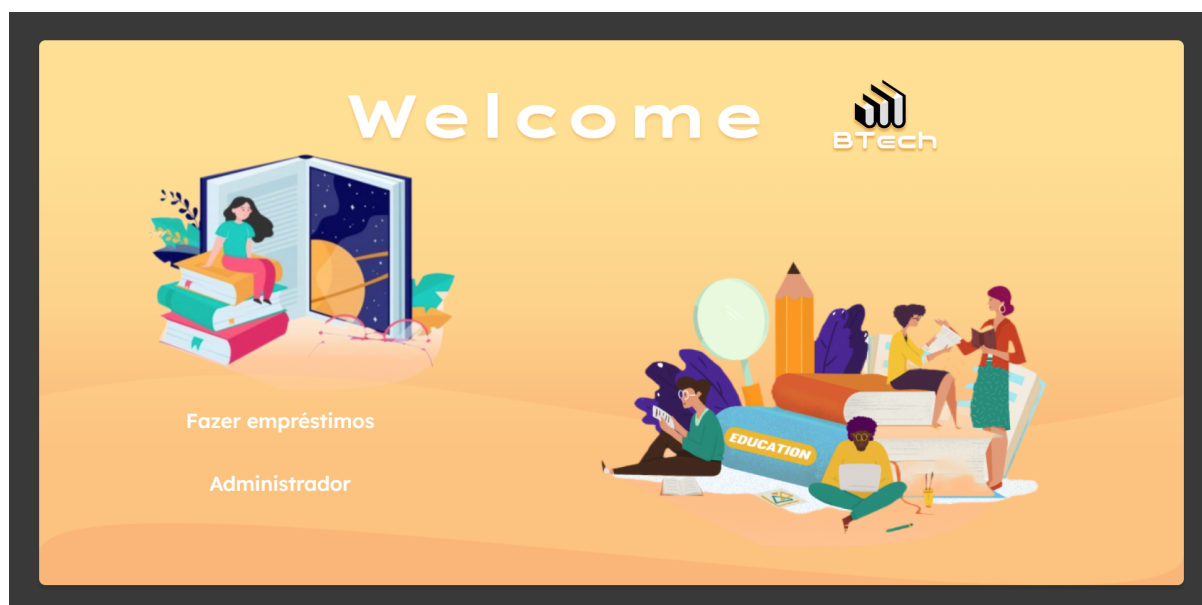 Welcome
BTech
Fazer empréstimos
EDUCATION
Administrador